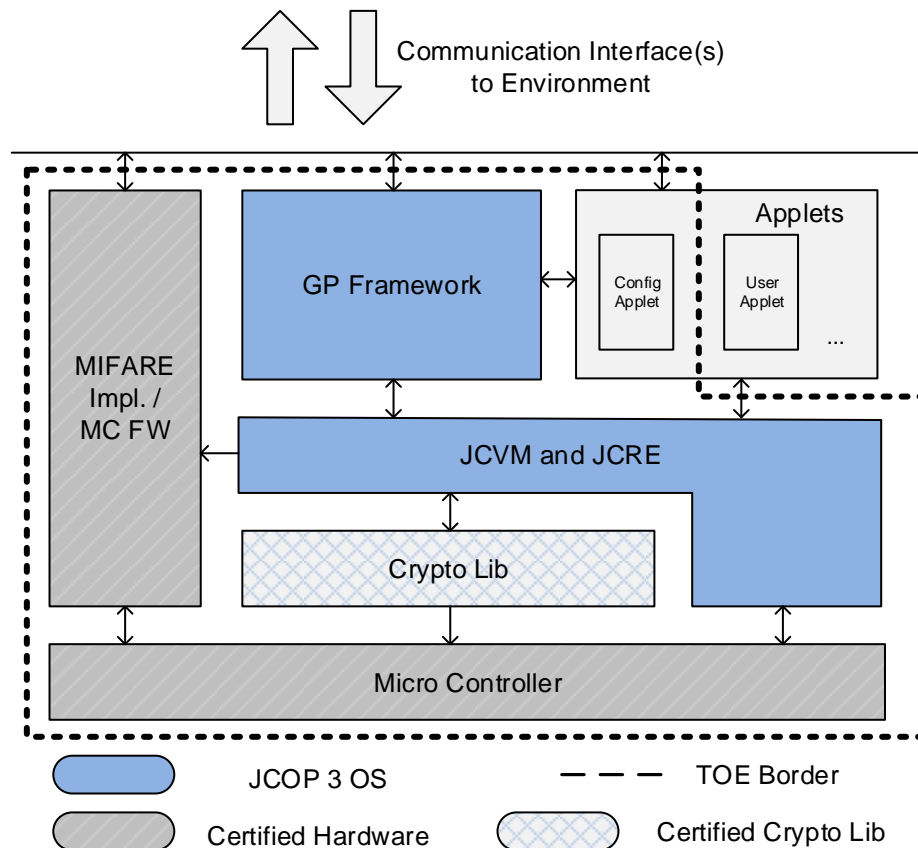 Communication Interface(s)
to Environment
Applets
GP Framework
Config
Applet
User
Applet
...
MIFARE
Impl. /
MC FW
JCVM and JCRE
Crypto Lib
Micro Controller
JCOP 3 OS
TOE Border
Certified Hardware
Certified Crypto Lib